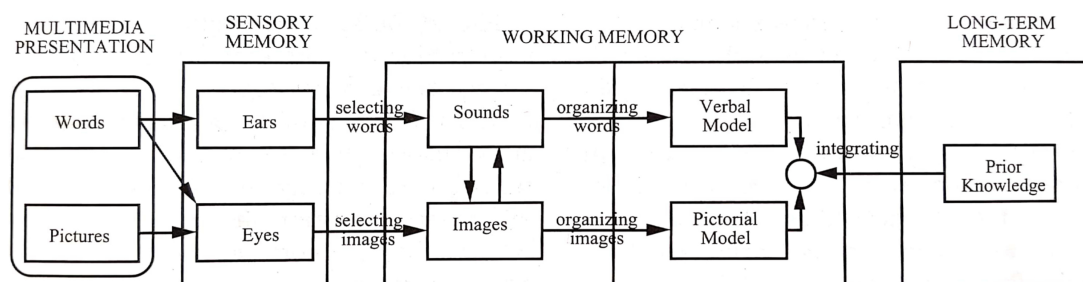 MULTIMEDIA
PRESENTATION
SENSORY
MEMORY
WORKING MEMORY
LONG-TERM
MEMORY
Words
Pictures
Ears
Eyes
selecting
words
selecting
images
Sounds
Images
organizing
words
organizing
images
Verbal
Model
Pictorial
Model
integrating
Prior
Knowledge